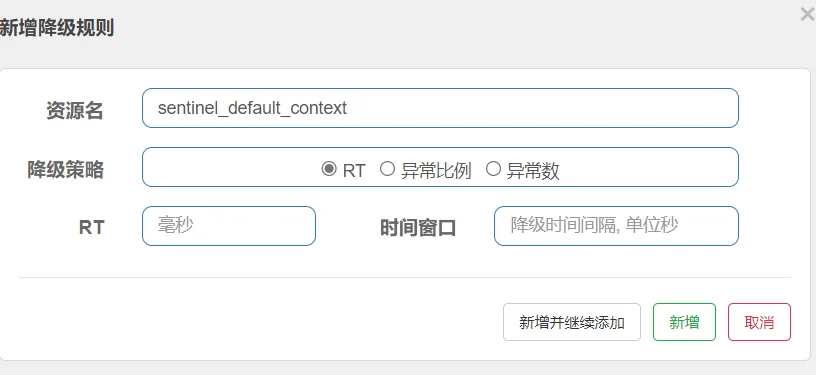 新增降级规则
资源名 sentinel_default_context
降级策略 RT 异常比例 异常数
RT 毫秒 时间窗口 降级时间间隔, 单位秒
新增并继续添加 新增 取消